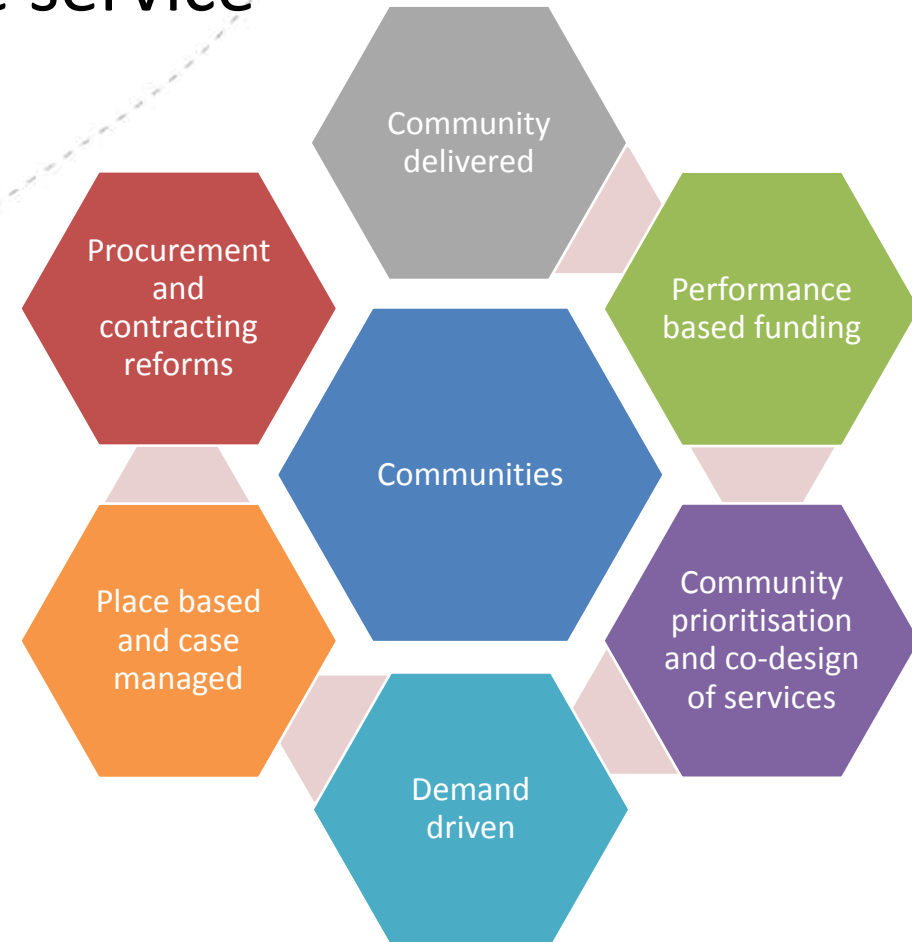 service
Community
delivered
Procurement
and
contracting
reforms
Performance
based funding
Communities
Place based
and case
managed
Community
prioritisation
and co-design
of services
Demand
driven